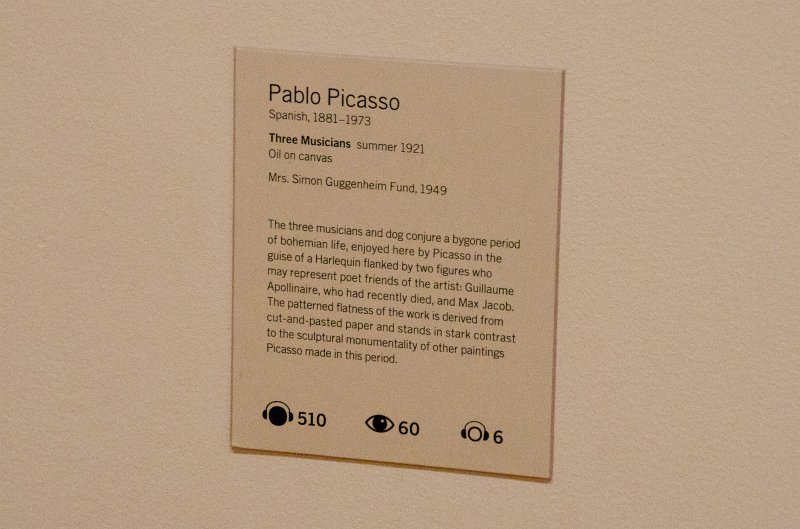 Pablo Picasso
Spanish, 1881–1973
Three Musicians summer 1921
Oil on canvas
Mrs. Simon Guggenheim Fund, 1949
The three musicians and dog conjure a bygone period
of bohemian life, enjoyed here by Picasso in the
guise of a Harlequin flanked by two figures who
may represent poet friends of the artist: Guillaume
Apollinaire, who had recently died, and Max Jacob.
The patterned flatness of the work is derived from
cut-and-pasted paper and stands in stark contrast
to the sculptural monumentality of other paintings
Picasso made in this period.
510 60 6